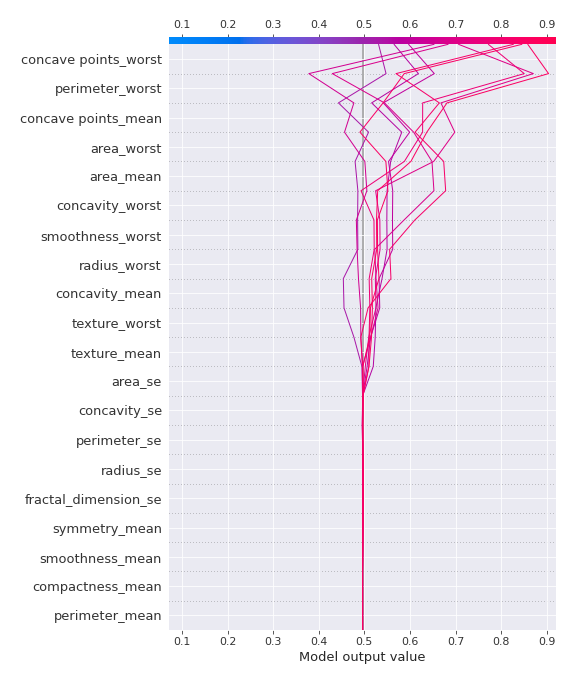 0.1 0.2 0.3 0.4 0.5 0.6 0.7 0.8 0.9
concave points_worst
perimeter_worst
concave points_mean
area_worst
area_mean
concavity_worst
smoothness_worst
radius_worst
concavity_mean
texture_worst
texture_mean
area_se
concavity_se
perimeter_se
radius_se
fractal_dimension_se
symmetry_mean
smoothness_mean
compactness_mean
perimeter_mean
0.1 0.2 0.3 0.4 0.5 0.6 0.7 0.8 0.9
Model output value